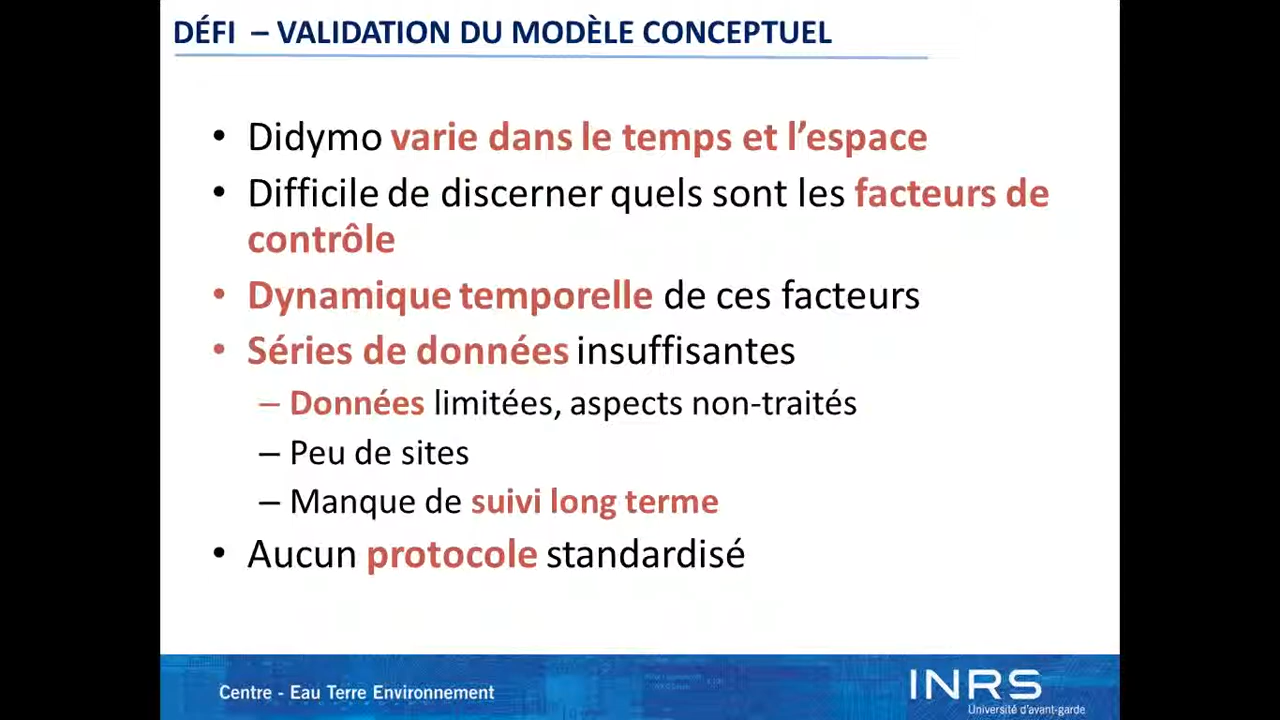 DÉFI – VALIDATION DU MODÈLE CONCEPTUEL
• Didymo varie dans le temps et l’espace
• Difficile de discerner quels sont les facteurs de
contrôle
• Dynamique temporelle de ces facteurs
• Séries de données insuffisantes
– Données limitées, aspects non-traités
– Peu de sites
– Manque de suivi long terme
• Aucun protocole standardisé
Centre - Eau Terre Environnement
INRS
Université d’avant-garde